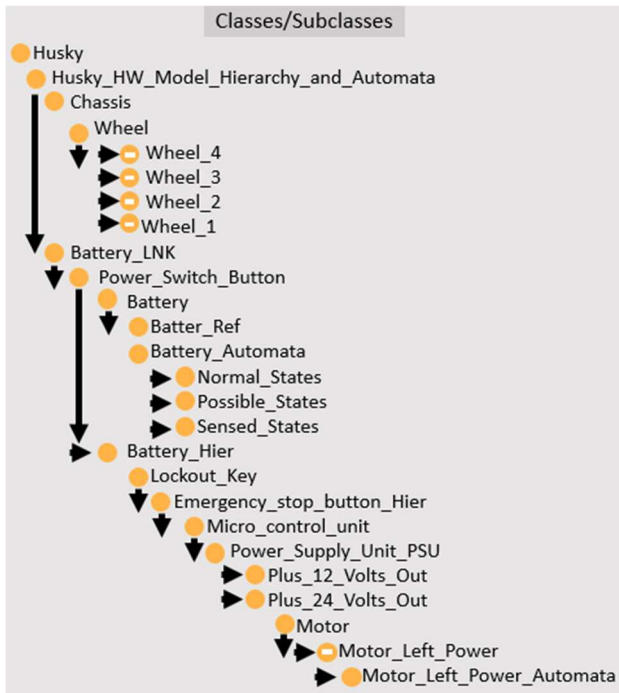 Classes/Subclasses
Husky
Husky_HW_Model_Hierarchy_and_Automata
Chassis
Wheel
Wheel_4
Wheel_3
Wheel_2
Wheel_1
Battery_LNK
Power_Switch_Button
Battery
Batter_Ref
Battery_Automata
Normal_States
Possible_States
Sensed_States
Battery_Hier
Lockout_Key
Emergency_stop_button_Hier
Micro_control_unit
Power_Supply_Unit_PSU
Plus_12_Volts_Out
Plus_24_Volts_Out
Motor
Motor_Left_Power
Motor_Left_Power_Automata